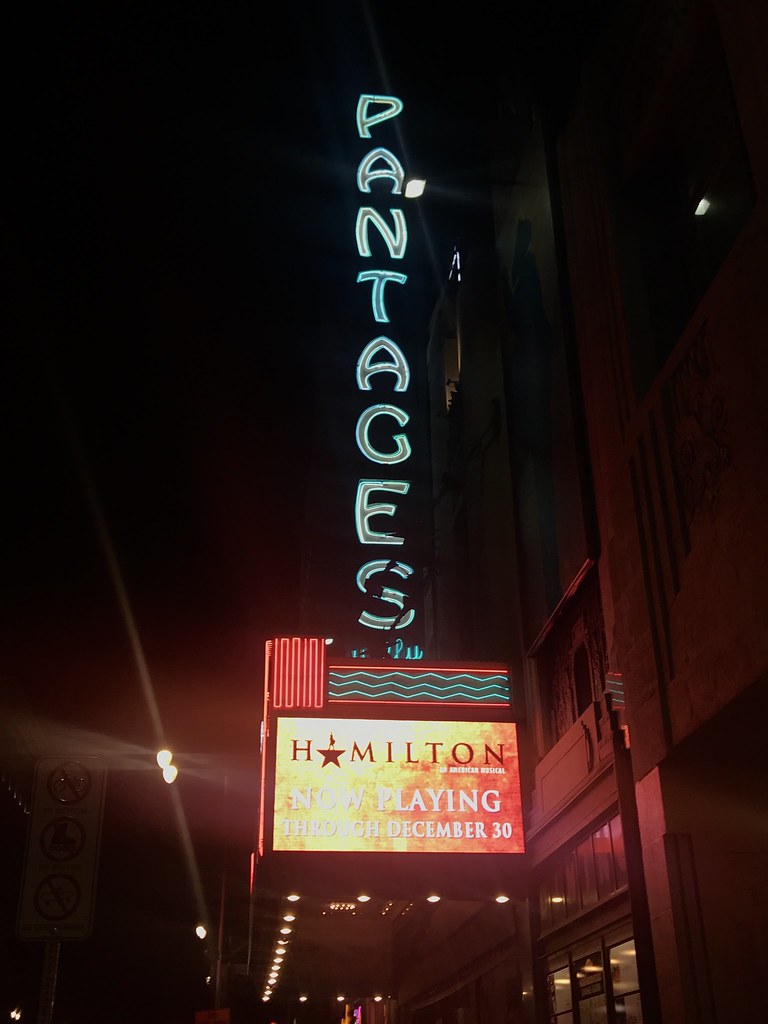 PANTAGES
HAMILTON
AN AMERICAN MUSICAL
NOW PLAYING
THROUGH DECEMBER 30